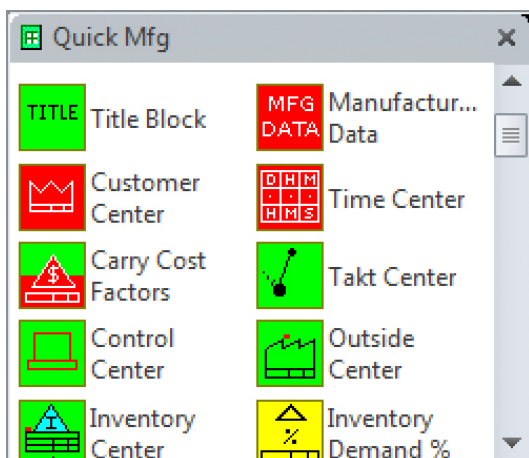 Quick Mfg
TITLE
Title Block
MFG
DATA
Manufactur...
Data
Customer
Center
D H M
H M S
Time Center
$
Carry Cost
Factors
Takt Center
Control
Center
Outside
Center
I
Inventory
Center
%
Inventory
Demand %